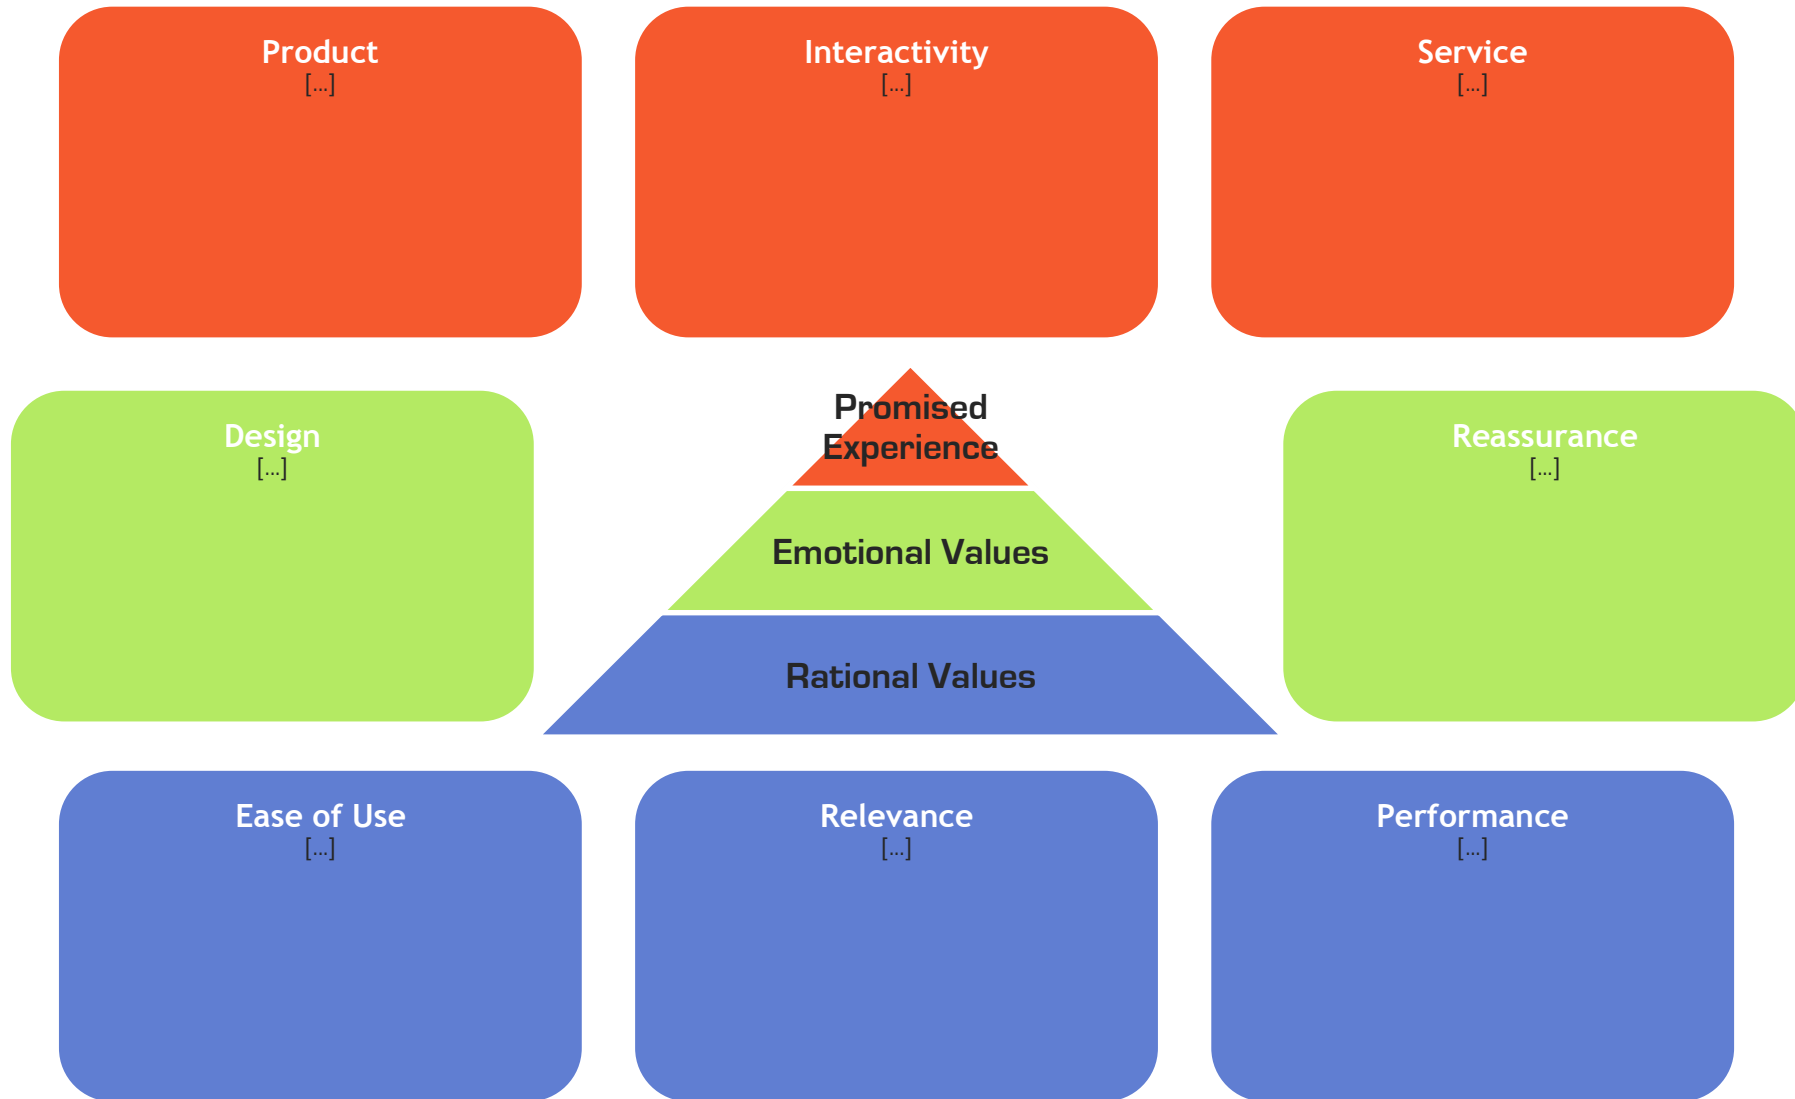 Product
[...]
Interactivity
[...]
Service
[...]
Design
[...]
Promised
Experience
Emotional Values
Rational Values
Reassurance
[...]
Ease of Use
[...]
Relevance
[...]
Performance
[...]